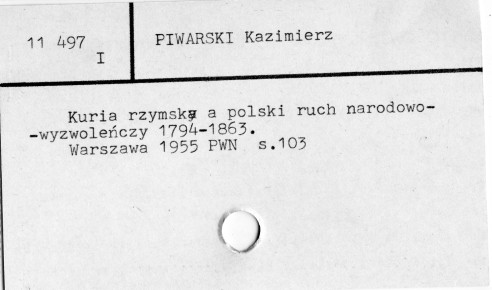 11 497
I
PIWARSKI Kazimierz
Kuria rzymska a polski ruch narodowo-
-wyzwoleńczy 1794-1863.
Warszawa 1955 PWN s.103